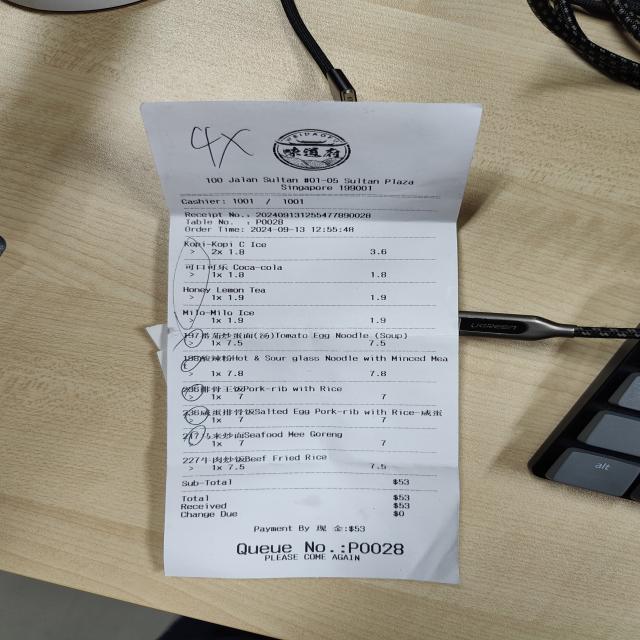 4X
WEIDAOFU
味道府
100 Jalan Sultan #01-05 Sultan Plaza
Singapore 199001
Cashier: 1001 / 1001
Receipt No.: 202409131255477890028
Table No. : P0028
Order Time: 2024-09-13 12:55:48
Kopi-Kopi C Ice
> 2x 1.8 3.6
可口可乐 Coca-cola
> 1x 1.8 1.8
Honey Lemon Tea
> 1x 1.9 1.9
Milo-Milo Ice
> 1x 1.9 1.9
197番茄炒蛋面(汤)Tomato Egg Noodle (Soup)
> 1x 7.5 7.5
酸辣粉Hot & Sour glass Noodle with Minced Mea
> 1x 7.8 7.8
排骨王饭Pork-rib with Rice
> 1x 7 7
236咸蛋排骨饭Salted Egg Pork-rib with Rice-咸蛋
> 1x 7 7
217马来炒面Seafood Mee Goreng
> 1x 7 7
227牛肉炒饭Beef Fried Rice
> 1x 7.5 7.5
Sub-Total $53
Total $53
Received $53
Change Due $0
Payment By 现 金:$53
Queue No.:P0028
PLEASE COME AGAIN
UGREEN
alt